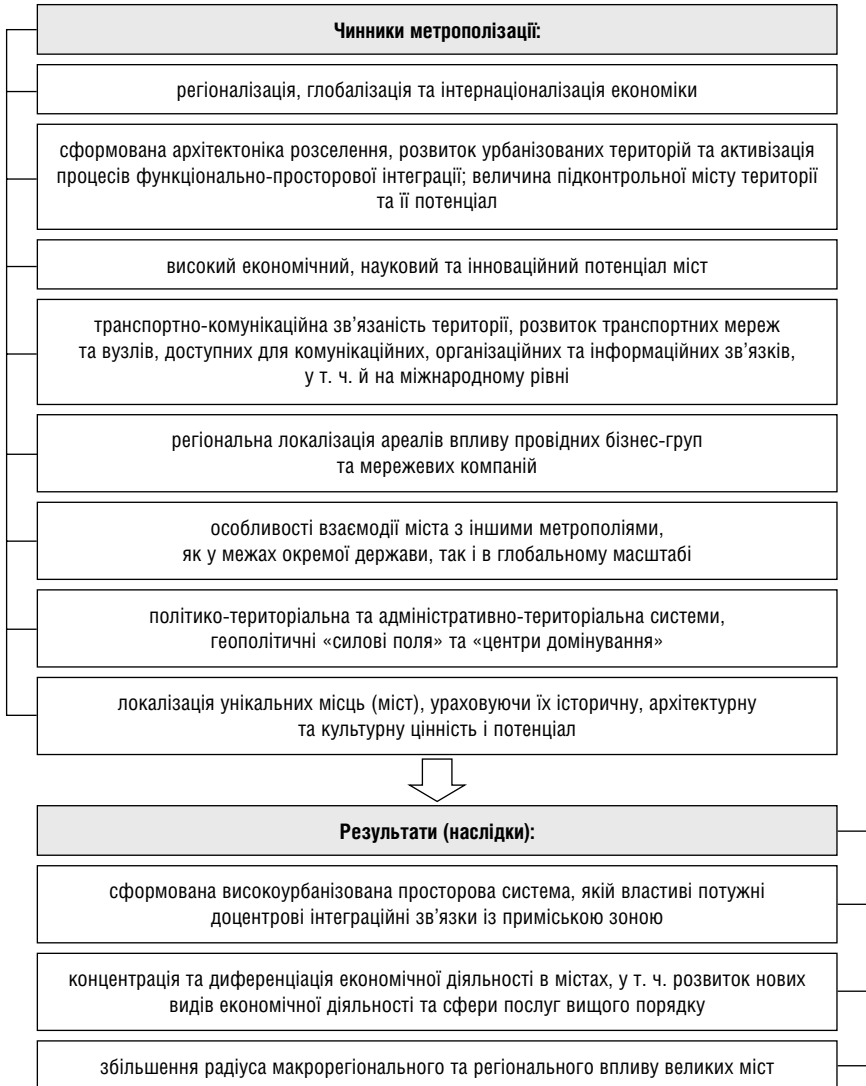 Чинники метрополізації:
регіоналізація, глобалізація та інтернаціоналізація економіки
сформована архітектоніка розселення, розвиток урбанізованих територій та активізація
процесів функціонально-просторової інтеграції; величина підконтрольної місту території
та її потенціал
високий економічний, науковий та інноваційний потенціал міст
транспортно-комунікаційна зв’язаність території, розвиток транспортних мереж
та вузлів, доступних для комунікаційних, організаційних та інформаційних зв’язків,
у т. ч. й на міжнародному рівні
регіональна локалізація ареалів впливу провідних бізнес-груп
та мережевих компаній
особливості взаємодії міста з іншими метрополіями,
як у межах окремої держави, так і в глобальному масштабі
політико-територіальна та адміністративно-територіальна системи,
геополітичні «силові поля» та «центри домінування»
локалізація унікальних місць (міст), ураховуючи їх історичну, архітектурну
та культурну цінність і потенціал
Результати (наслідки):
сформована високоурбанізована просторова система, якій властиві потужні
доцентрові інтеграційні зв’язки із приміською зоною
концентрація та диференціація економічної діяльності в містах, у т. ч. розвиток нових
видів економічної діяльності та сфери послуг вищого порядку
збільшення радіуса макрорегіонального та регіонального впливу великих міст